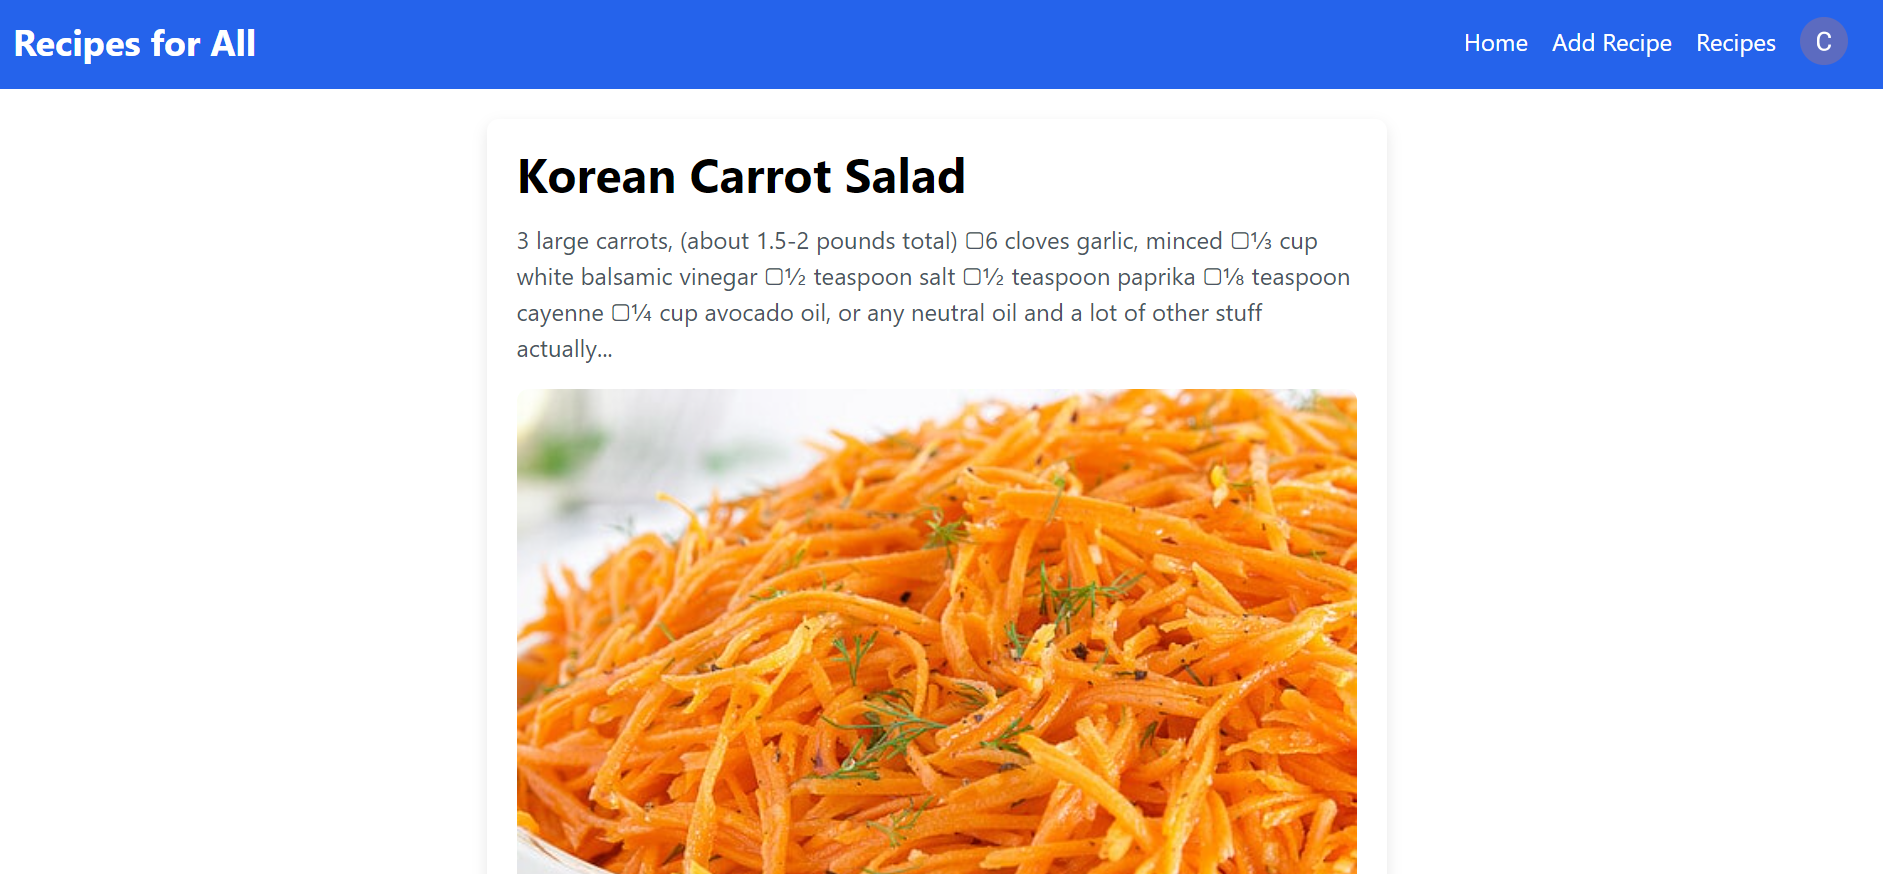 Recipes for All
Home Add Recipe Recipes C
Korean Carrot Salad
3 large carrots, (about 1.5-2 pounds total) ▢6 cloves garlic, minced ▢⅓ cup
white balsamic vinegar ▢½ teaspoon salt ▢½ teaspoon paprika ▢⅛ teaspoon
cayenne ▢¼ cup avocado oil, or any neutral oil and a lot of other stuff
actually...